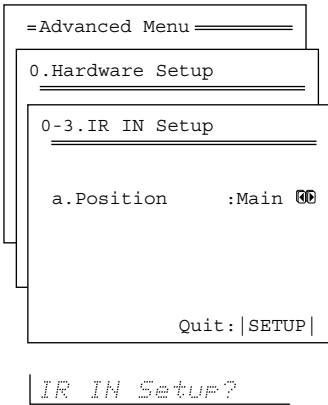 =Advanced Menu
0.Hardware Setup
0-3.IR IN Setup
a.Position :Main
Quit:|SETUP|
IR IN Setup?